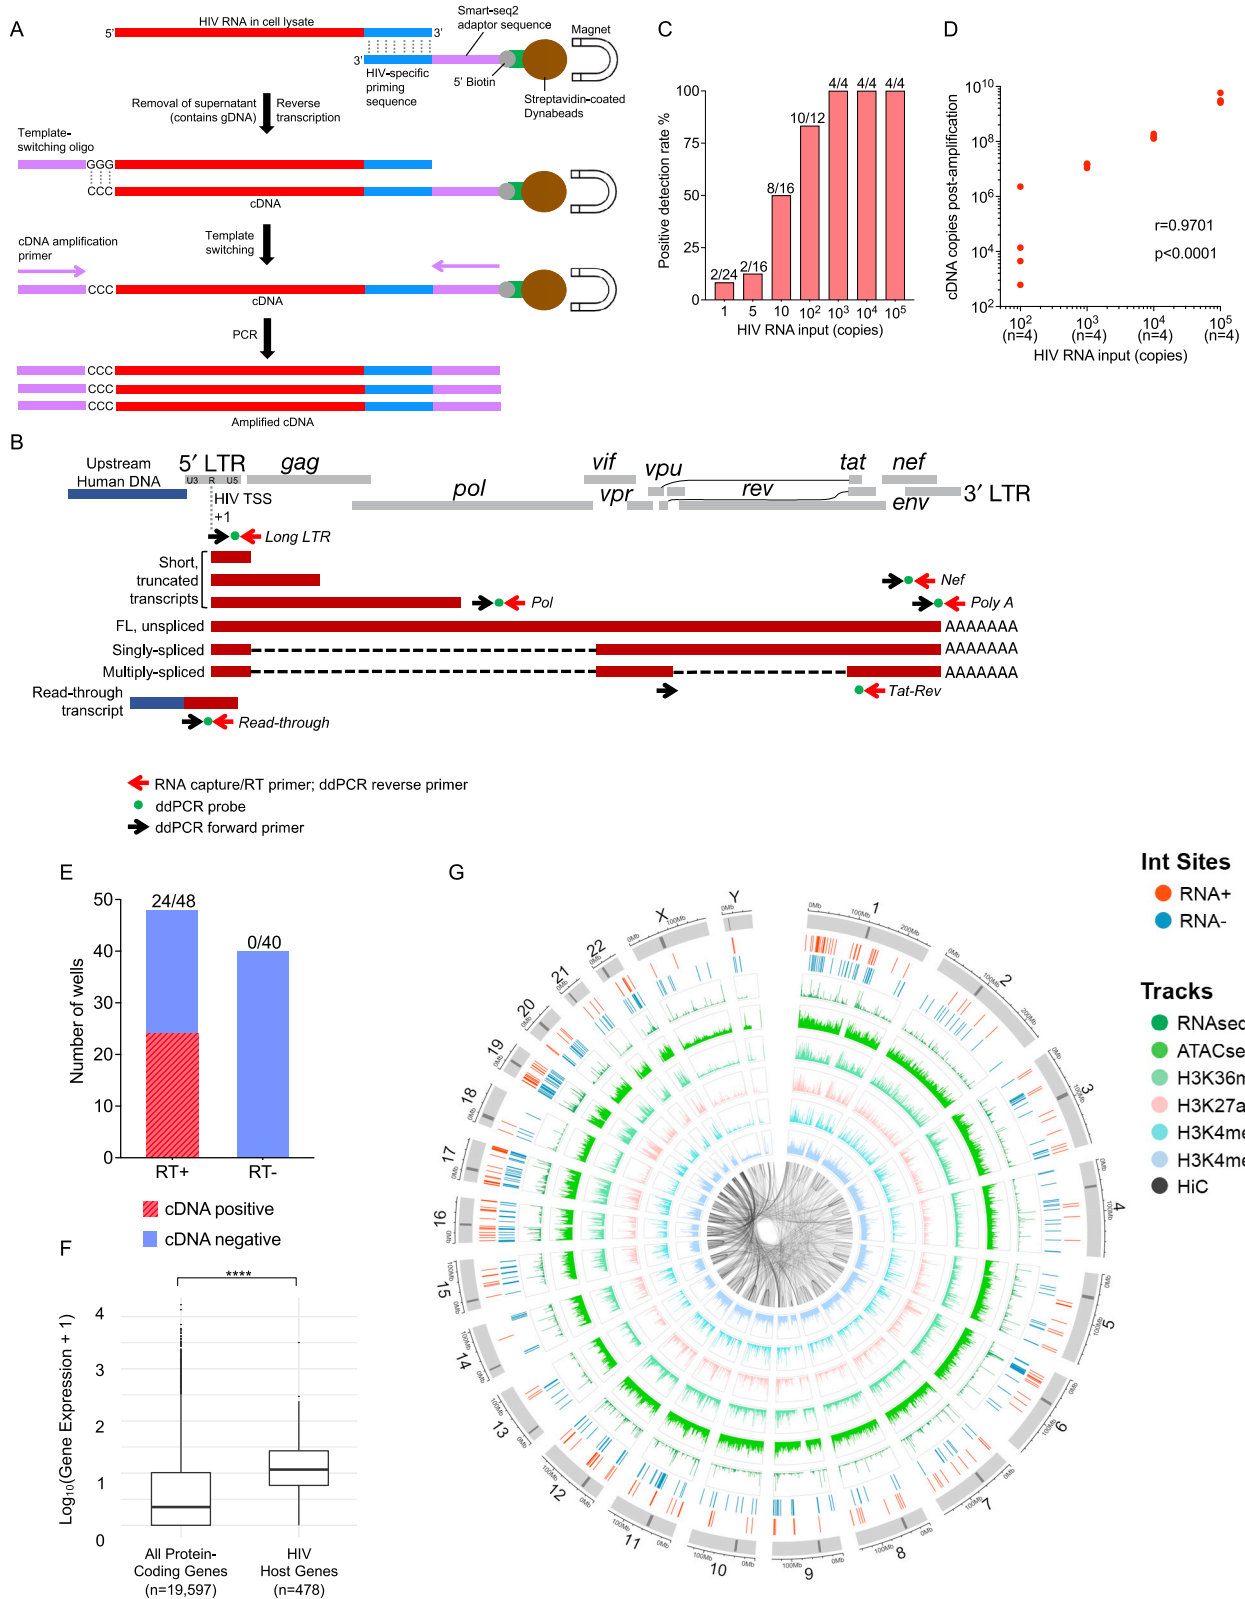 A
HIV RNA in cell lysate
5'
3'
Smart-seq2
adaptor sequence
Magnet
3'
HIV-specific
priming
sequence
5' Biotin
Streptavidin-coated
Dynabeads
Removal of supernatant
(contains gDNA)
Reverse
transcription
Template-
switching oligo
GGG
CCC
cDNA
Template
switching
cDNA amplification
primer
CCC
cDNA
PCR
CCC
CCC
CCC
Amplified cDNA
C
Positive detection rate %
100
75
50
25
0
2/24
2/16
8/16
10/12
4/4
4/4
4/4
1
5
10
10²
10³
10⁴
10⁵
HIV RNA input (copies)
D
cDNA copies post-amplification
10¹⁰
10⁸
10⁶
10⁴
10²
r=0.9701
p<0.0001
10²
10³
10⁴
10⁵
(n=4)
(n=4)
(n=4)
(n=4)
HIV RNA input (copies)
B
Upstream
Human DNA
5′ LTR
U3 R U5
gag
pol
vif
vpr
vpu
rev
tat
nef
env
3′ LTR
HIV TSS
+1
Long LTR
Short,
truncated
transcripts
Pol
Nef
Poly A
FL, unspliced
AAAAAAA
Singly-spliced
AAAAAAA
Multiply-spliced
AAAAAAA
Tat-Rev
Read-through
transcript
Read-through
RNA capture/RT primer; ddPCR reverse primer
ddPCR probe
ddPCR forward primer
E
Number of wells
50
40
30
20
10
0
24/48
0/40
RT+
RT-
cDNA positive
cDNA negative
F
Log₁₀(Gene Expression + 1)
4
3
2
1
0
****
All Protein-
Coding Genes
(n=19,597)
HIV
Host Genes
(n=478)
G
1
2
3
4
5
6
7
8
9
10
11
12
13
14
15
16
17
18
19
20
21
22
X
Y
Int Sites
RNA+
RNA-
Tracks
RNAseq
ATACse
H3K36m
H3K27a
H3K4me
H3K4me
HiC